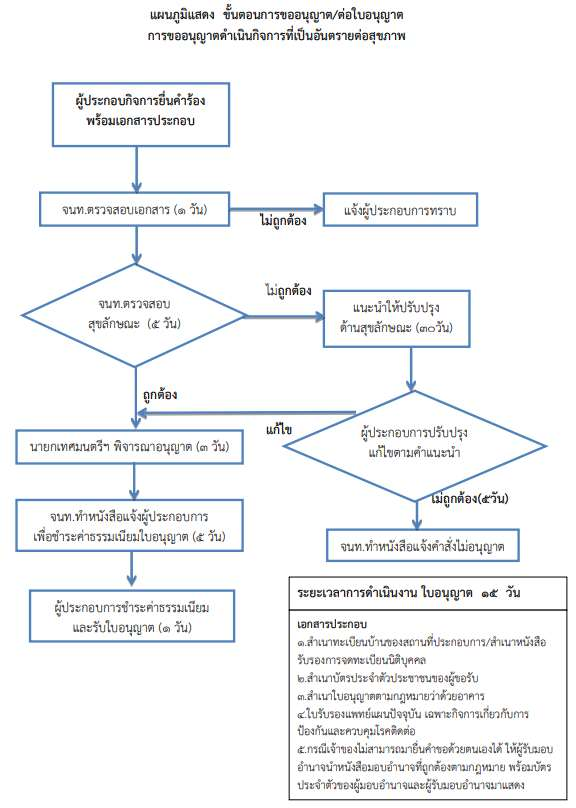 แผนภูมิแสดง ขั้นตอนการขออนุญาต/ต่อใบอนุญาต
การขออนุญาตดำเนินกิจการที่เป็นอันตรายต่อสุขภาพ
ผู้ประกอบกิจการยื่นคำร้อง
พร้อมเอกสารประกอบ
จนท.ตรวจสอบเอกสาร (๑ วัน)
ไม่ถูกต้อง
แจ้งผู้ประกอบการทราบ
จนท.ตรวจสอบ
สุขลักษณะ (๕ วัน)
ไม่ถูกต้อง
แนะนำให้ปรับปรุง
ด้านสุขลักษณะ (๓๐วัน)
ถูกต้อง
แก้ไข
ผู้ประกอบการปรับปรุง
แก้ไขตามคำแนะนำ
นายกเทศมนตรีฯ พิจารณาอนุญาต (๓ วัน)
ไม่ถูกต้อง(๕วัน)
จนท.ทำหนังสือแจ้งผู้ประกอบการ
เพื่อชำระค่าธรรมเนียมใบอนุญาต (๕ วัน)
จนท.ทำหนังสือแจ้งคำสั่งไม่อนุญาต
ผู้ประกอบการชำระค่าธรรมเนียม
และรับใบอนุญาต (๑ วัน)
ระยะเวลาการดำเนินงาน ใบอนุญาต ๑๕ วัน
เอกสารประกอบ
๑.สำเนาทะเบียนบ้านของสถานที่ประกอบการ/สำเนาหนังสือ
รับรองการจดทะเบียนนิติบุคคล
๒.สำเนาบัตรประจำตัวประชาชนของผู้ขอรับ
๓.สำเนาใบอนุญาตตามกฎหมายว่าด้วยอาคาร
๔.ใบรับรองแพทย์แผนปัจจุบัน เฉพาะกิจการเกี่ยวกับการ
ป้องกันและควบคุมโรคติดต่อ
๕.กรณีเจ้าของไม่สามารถมายื่นคำขอด้วยตนเองได้ ให้ผู้รับมอบ
อำนาจนำหนังสือมอบอำนาจที่ถูกต้องตามกฎหมาย พร้อมบัตร
ประจำตัวของผู้มอบอำนาจและผู้รับมอบอำนาจมาแสดง